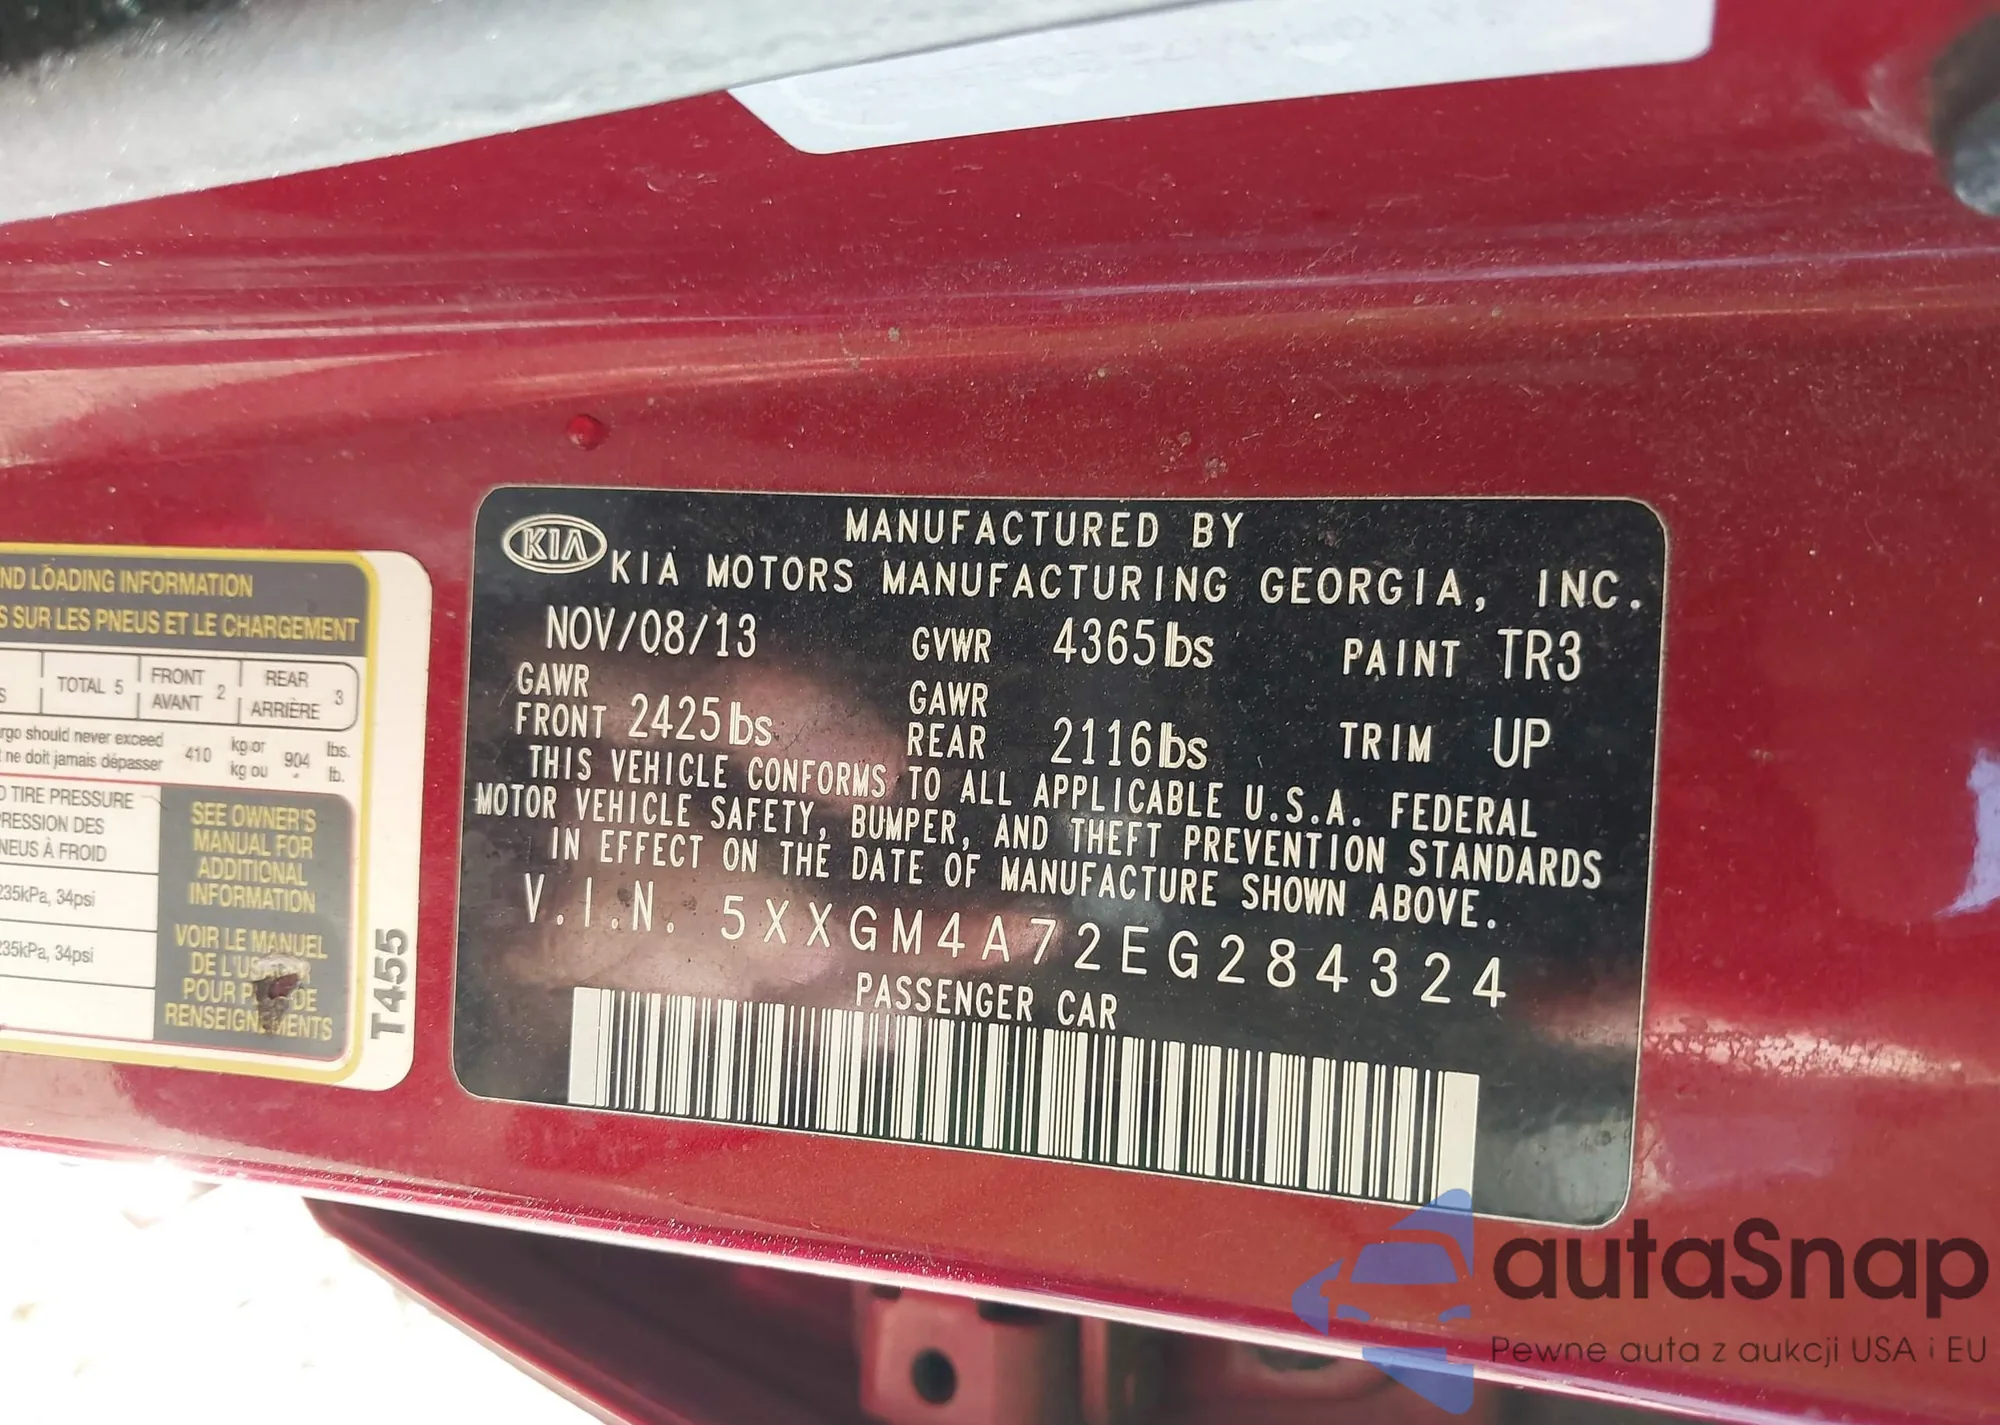 ND LOADING INFORMATION
S SUR LES PNEUS ET LE CHARGEMENT
TOTAL 5
FRONT
AVANT
2
REAR
ARRIÈRE
3
rgo should never exceed
ne doit jamais dépasser
410
kg or
kg ou
904
lbs.
lb.
TIRE PRESSURE
RESSION DES
NEUS À FROID
235kPa, 34psi
235kPa, 34psi
SEE OWNER'S
MANUAL FOR
ADDITIONAL
INFORMATION
VOIR LE MANUEL
DE
POUR DE
T455
KIA
MANUFACTURED BY
KIA MOTORS MANUFACTURING GEORGIA, INC.
NOV/08/13 GVWR 4365lbs PAINT TR3
GAWR FRONT 2425lbs GAWR REAR 2116lbs TRIM UP
THIS VEHICLE CONFORMS TO ALL APPLICABLE U.S.A. FEDERAL
MOTOR VEHICLE SAFETY, BUMPER, AND THEFT PREVENTION STANDARDS
IN EFFECT ON THE DATE OF MANUFACTURE SHOWN ABOVE.
V.I.N. 5XXGM4A72EG284324
PASSENGER CAR
autaSnap
Pewne auta z aukcji USA i EU